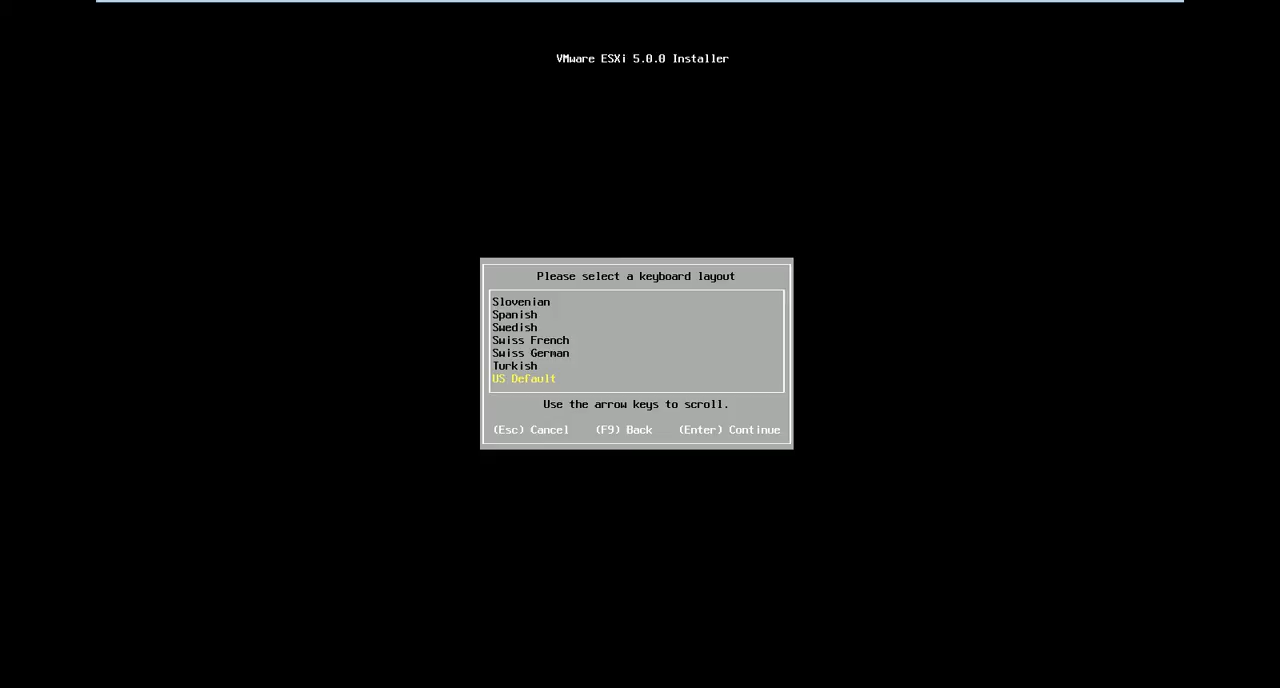 VMware ESXi 5.0.0 Installer
Please select a keyboard layout
Slovenian
Spanish
Swedish
Swiss French
Swiss German
Turkish
US Default
Use the arrow keys to scroll.
(Esc) Cancel    (F9) Back    (Enter) Continue